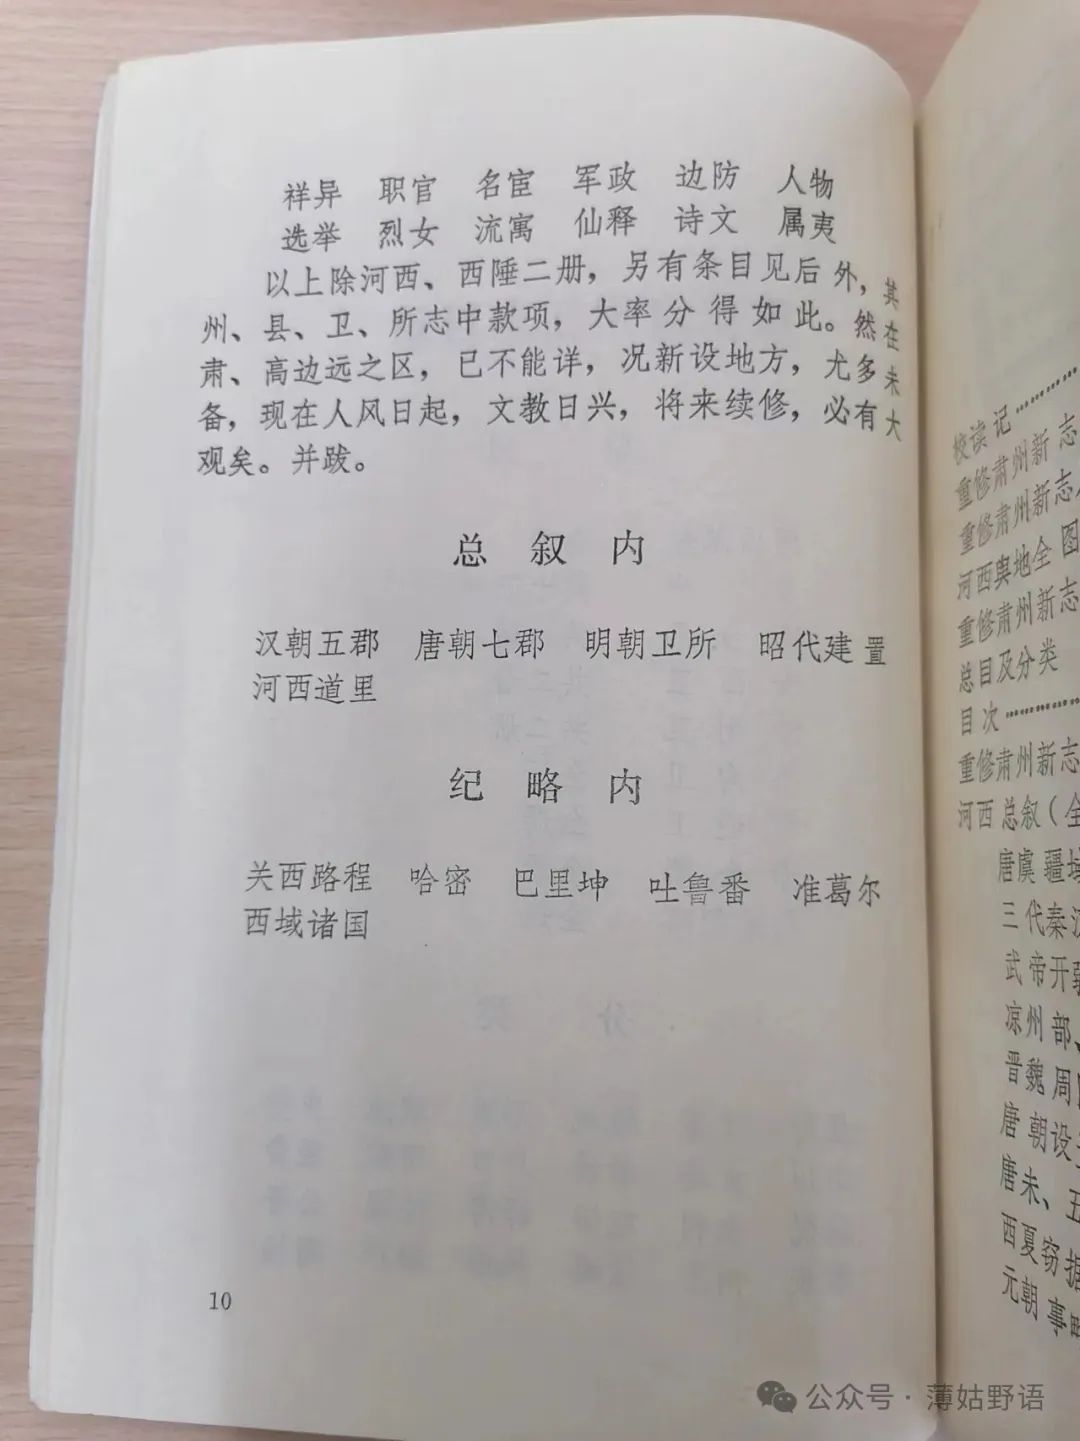 祥异 职官 名宦 军政 边防 人物
选举 烈女 流寓 仙释 诗文 属夷
以上除河西、西陲二册，另有条目见后外，其
州、县、卫、所志中款项，大率分得如此。然在
肃、高边远之区，已不能详，况新设地方，尤多未
备，现在人风日起，文教日兴，将来续修，必有大
观矣。并跋。
总叙内
汉朝五郡 唐朝七郡 明朝卫所 昭代建置
河西道里
纪略内
关西路程 哈密 巴里坤 吐鲁番 准葛尔
西域诸国
10
校读记
重修肃州新志
重修肃州新志
河西舆地全图
重修肃州新志
总目及分类
目次
重修肃州新志
河西总叙（全
唐虞疆域
三代秦汉
武帝开疆
凉州部、
晋魏周
唐朝设
唐末、五
西夏窃据
元朝事略
公众号·薄姑野语